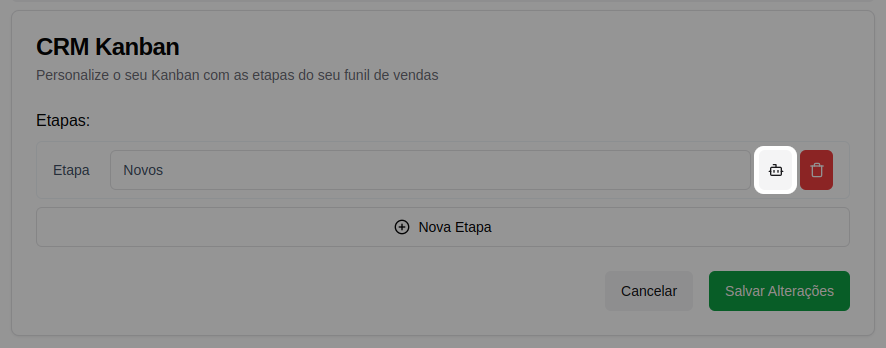 CRM Kanban
Personalize o seu Kanban com as etapas do seu funil de vendas
Etapas:
Etapa Novos
Nova Etapa
Cancelar Salvar Alterações